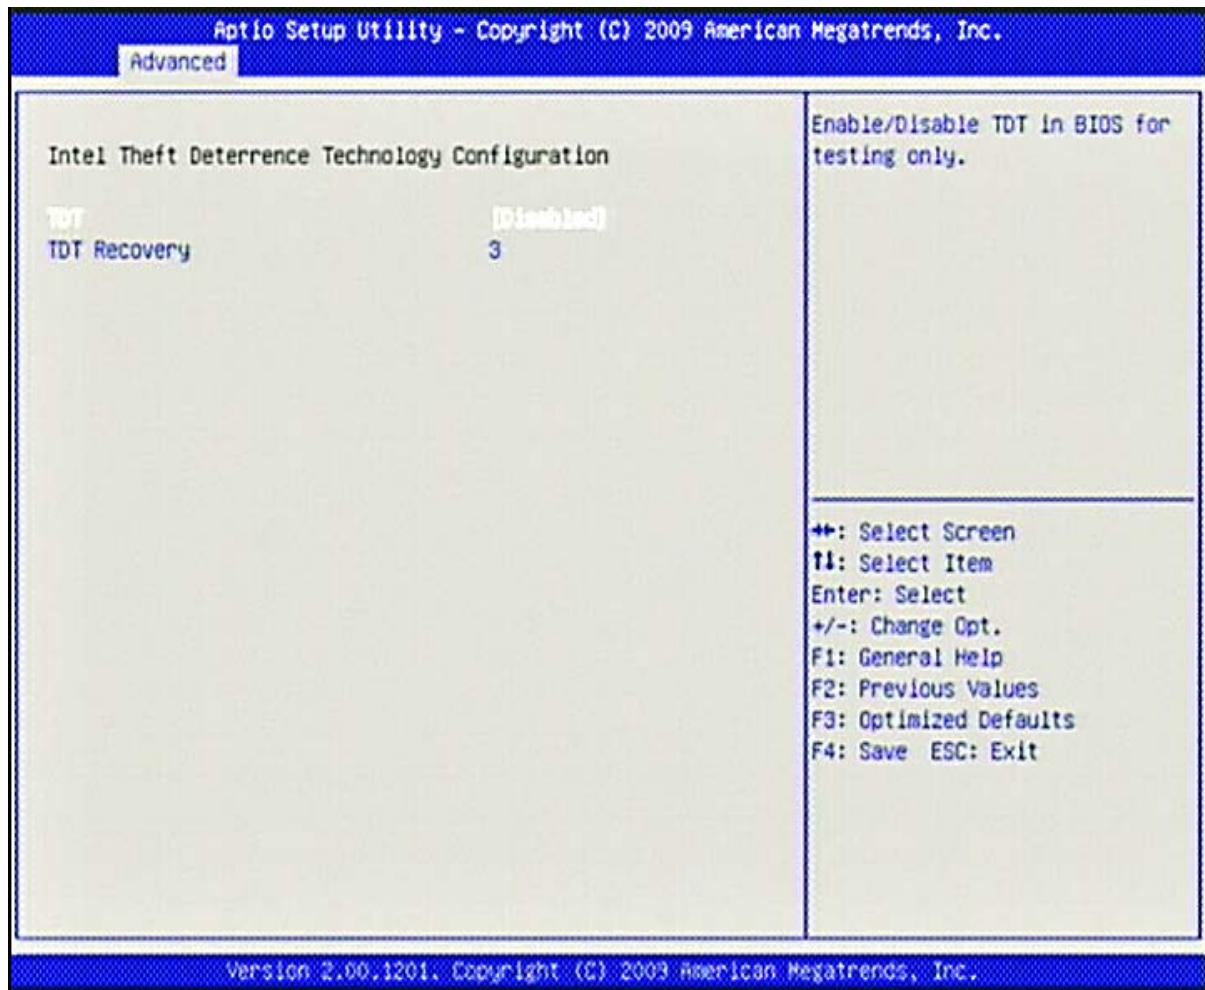 Aptio Setup Utility - Copyright (C) 2009 American Megatrends, Inc.
Advanced
Intel Theft Deterrence Technology Configuration
TDT [Disabled]
TDT Recovery 3
Enable/Disable TDT in BIOS for
testing only.
→←: Select Screen
↑↓: Select Item
Enter: Select
+/-: Change Opt.
F1: General Help
F2: Previous Values
F3: Optimized Defaults
F4: Save ESC: Exit
Version 2.00.1201. Copyright (C) 2009 American Megatrends, Inc.